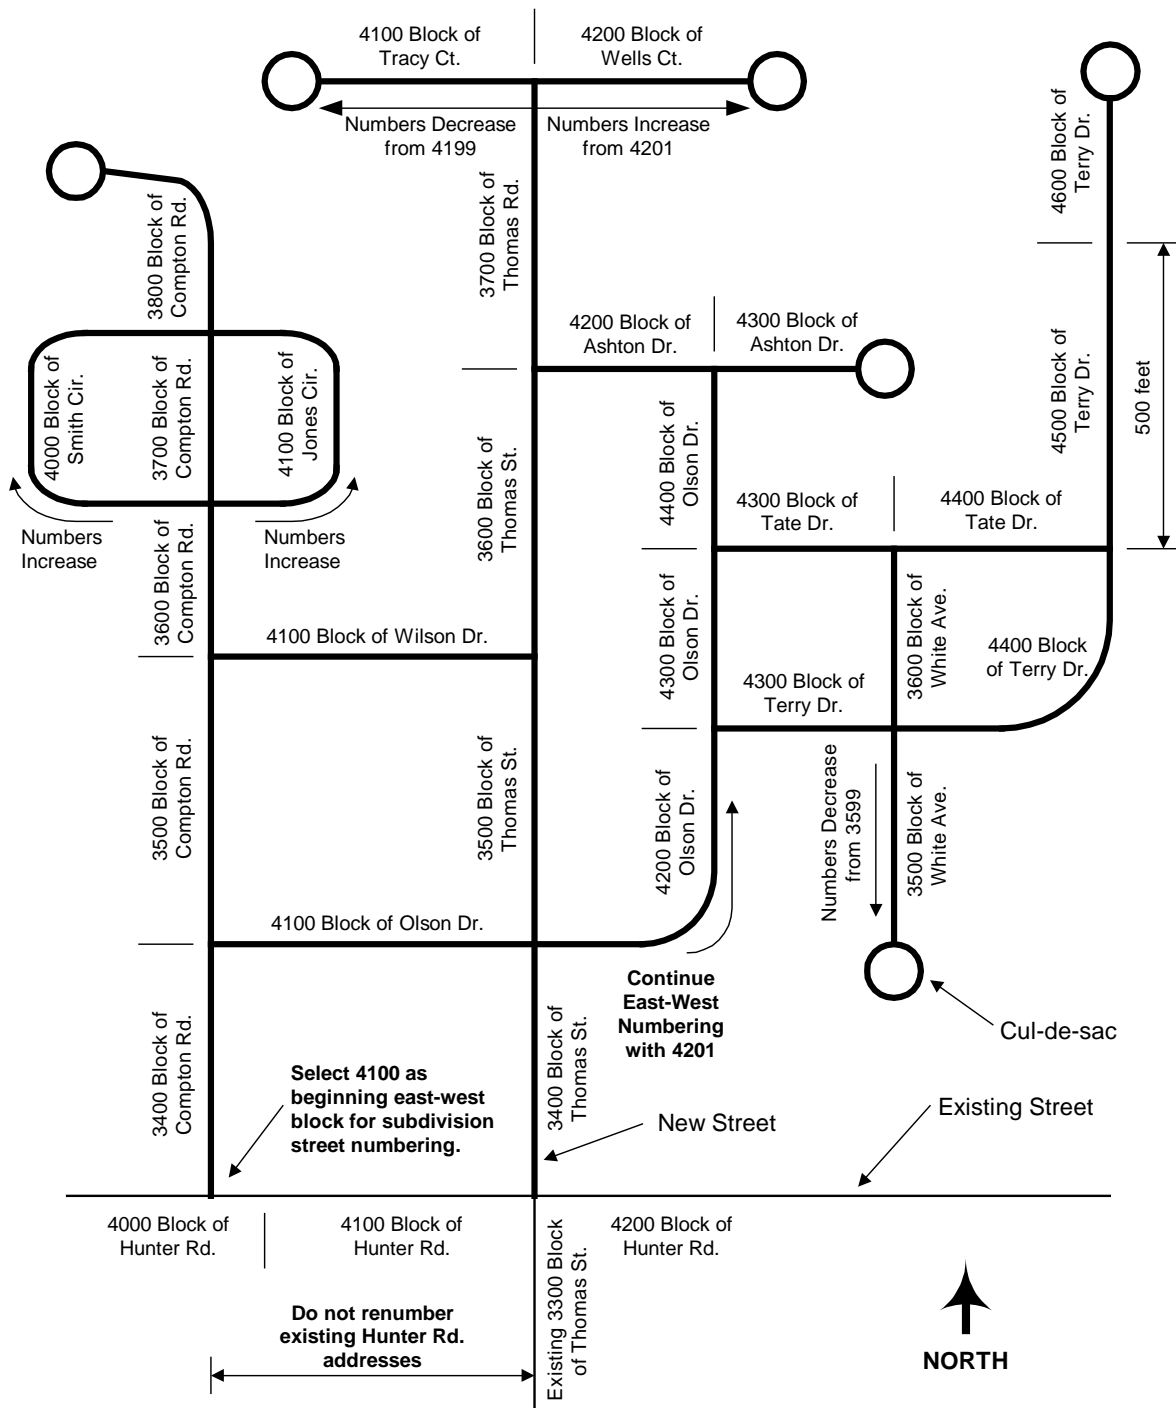 4100 Block of
Tracy Ct.
4200 Block of
Wells Ct.
Numbers Decrease
from 4199
Numbers Increase
from 4201
4600 Block of
Terry Dr.
3800 Block of
Compton Rd.
3700 Block of
Thomas Rd.
4200 Block of
Ashton Dr.
4300 Block of
Ashton Dr.
4500 Block of
Terry Dr.
500 feet
4000 Block of
Smith Cir.
3700 Block of
Compton Rd.
4100 Block of
Jones Cir.
3600 Block of
Thomas St.
4400 Block of
Olson Dr.
4300 Block of
Tate Dr.
4400 Block of
Tate Dr.
Numbers
Increase
Numbers
Increase
3600 Block of
Compton Rd.
4100 Block of Wilson Dr.
4300 Block of
Olson Dr.
3600 Block of
White Ave.
4400 Block
of Terry Dr.
4300 Block of
Terry Dr.
3500 Block of
Compton Rd.
3500 Block of
Thomas St.
4200 Block of
Olson Dr.
Numbers Decrease
from 3599
3500 Block of
White Ave.
4100 Block of Olson Dr.
Continue
East-West
Numbering
with 4201
Cul-de-sac
3400 Block of
Compton Rd.
Select 4100 as
beginning east-west
block for subdivision
street numbering.
3400 Block of
Thomas St.
New Street
Existing Street
4000 Block of
Hunter Rd.
4100 Block of
Hunter Rd.
Existing 3300 Block
of Thomas St.
4200 Block of
Hunter Rd.
Do not renumber
existing Hunter Rd.
addresses
NORTH